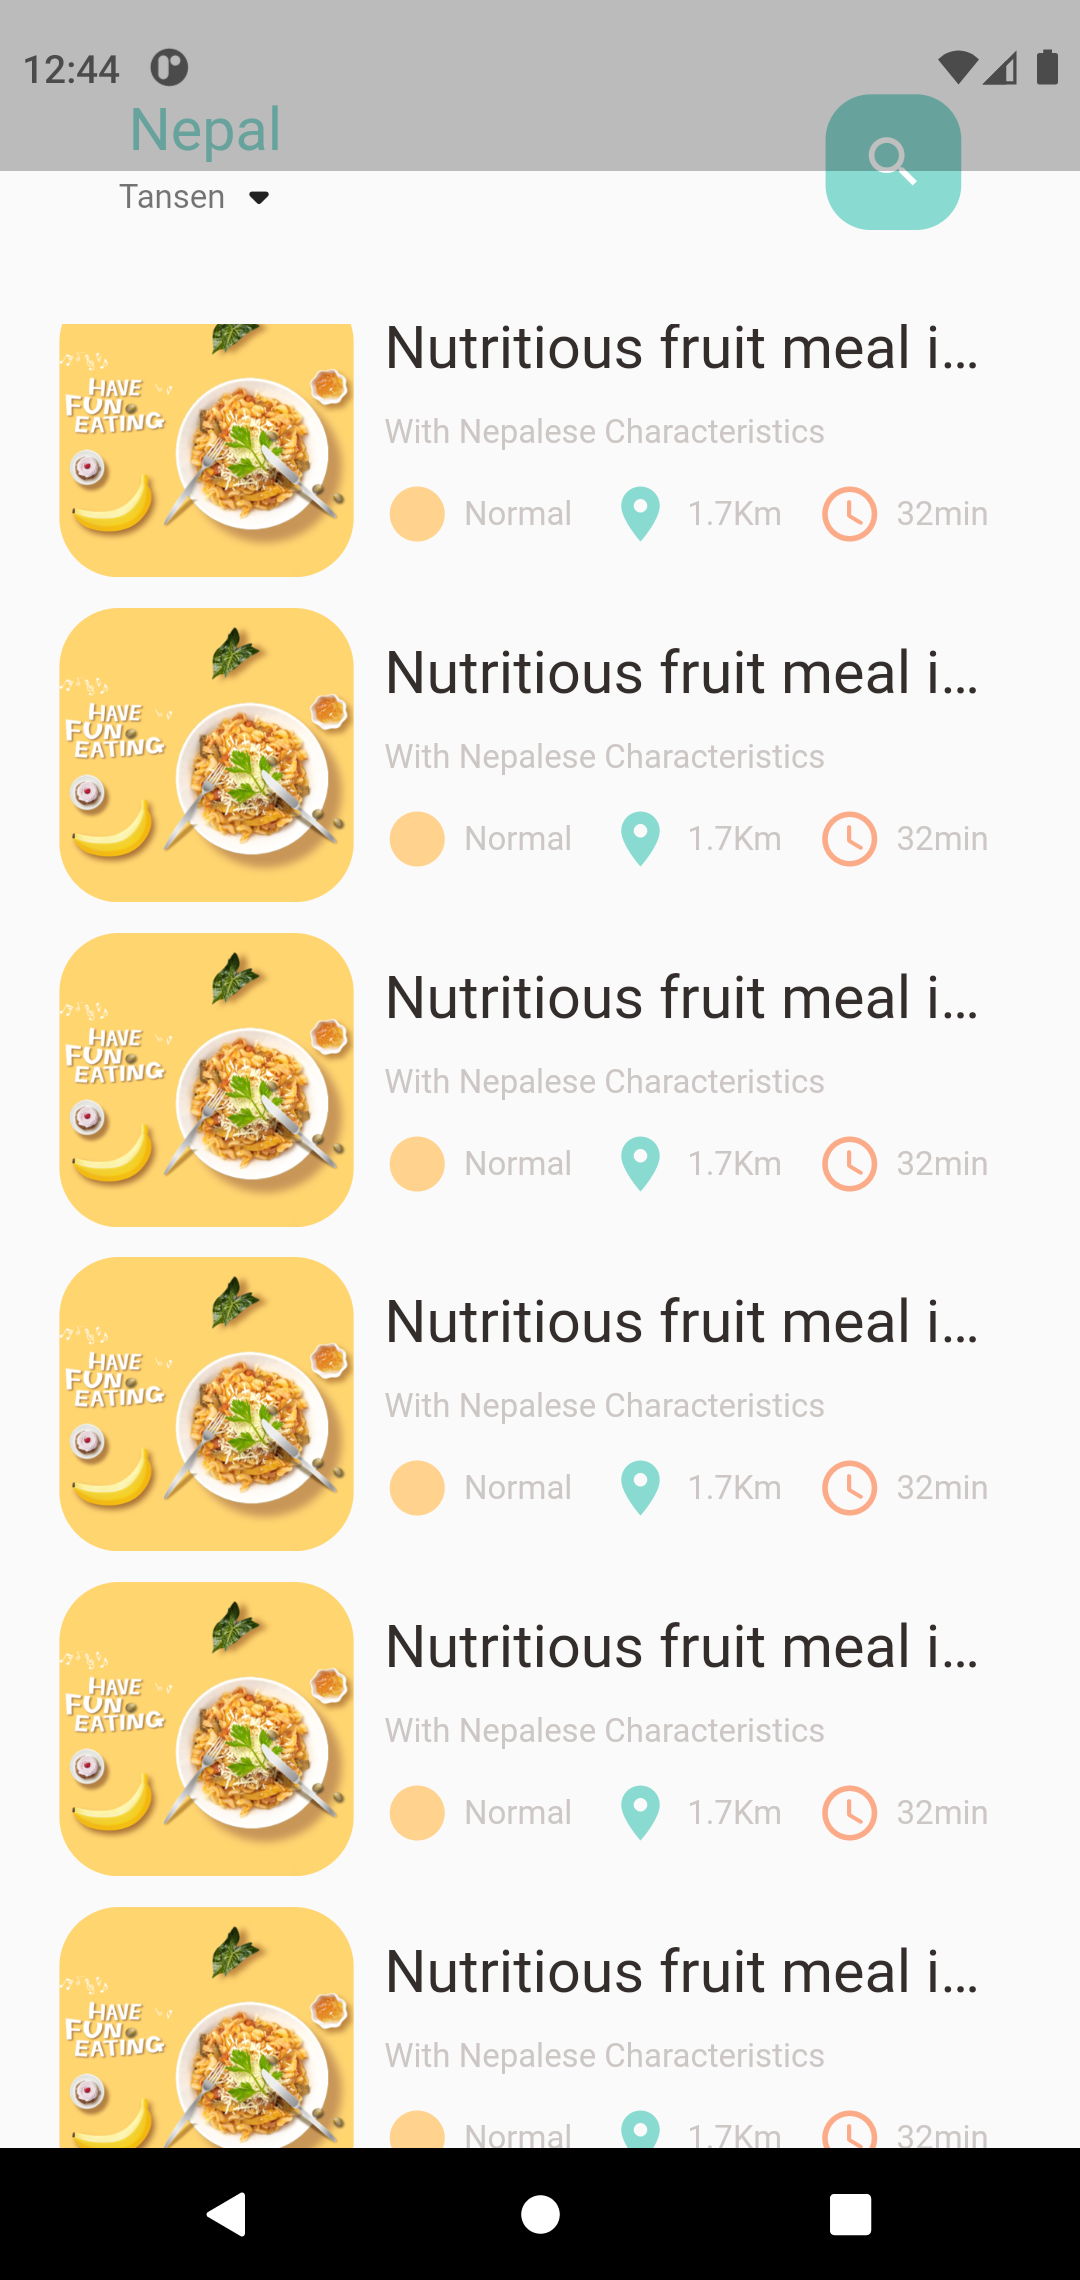 12:44
Nepal
Tansen
HAVE
FUN
EATING
Nutritious fruit meal i...
With Nepalese Characteristics
Normal 1.7Km 32min
HAVE
FUN
EATING
Nutritious fruit meal i...
With Nepalese Characteristics
Normal 1.7Km 32min
HAVE
FUN
EATING
Nutritious fruit meal i...
With Nepalese Characteristics
Normal 1.7Km 32min
HAVE
FUN
EATING
Nutritious fruit meal i...
With Nepalese Characteristics
Normal 1.7Km 32min
HAVE
FUN
EATING
Nutritious fruit meal i...
With Nepalese Characteristics
Normal 1.7Km 32min
HAVE
FUN
EATING
Nutritious fruit meal i...
With Nepalese Characteristics
Normal 1.7Km 32min